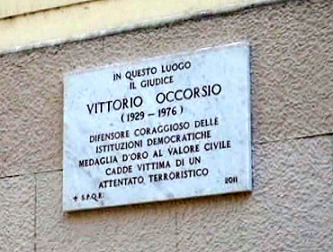 IN QUESTO LUOGO
IL GIUDICE
VITTORIO OCCORSIO
(1929 - 1976)
DIFENSORE CORAGGIOSO DELLE
ISTITUZIONI DEMOCRATICHE
MEDAGLIA D'ORO AL VALORE CIVILE
CADDE VITTIMA DI UN
ATTENTATO TERRORISTICO
S.P.Q.R. 2011